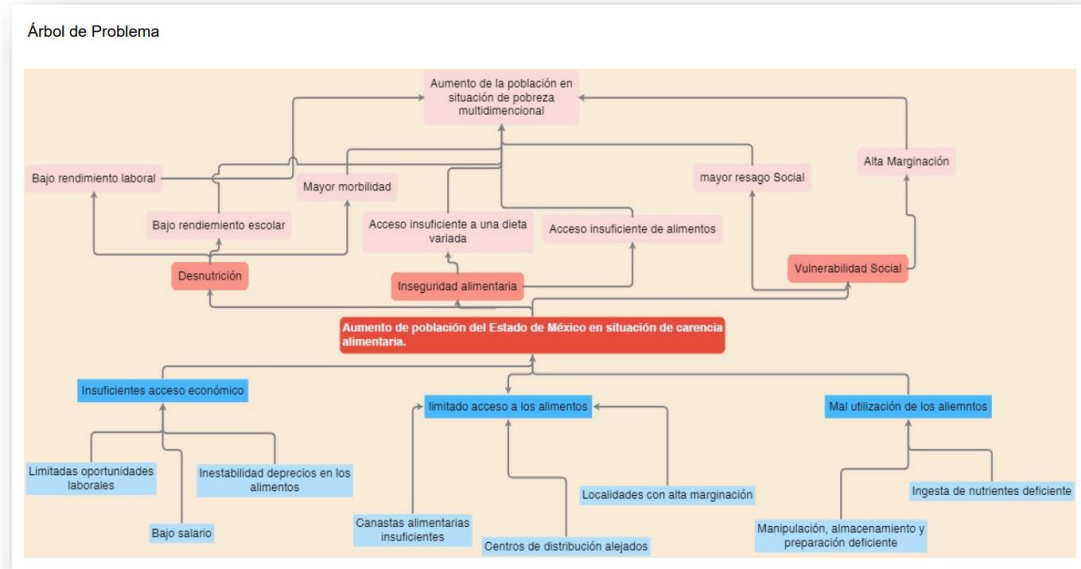 Árbol de Problema
Aumento de la población en
situación de pobreza
multidimencional
Bajo rendimiento laboral
Mayor morbilidad
mayor resago Social
Alta Marginación
Bajo rendiemiento escolar
Acceso insuficiente a una dieta
variada
Acceso insuficiente de alimentos
Desnutrición
Inseguridad alimentaria
Vulnerabilidad Social
Aumento de población del Estado de México en situación de carencia
alimentaria.
Insuficientes acceso económico
limitado acceso a los alimentos
Mal utilización de los aliemntos
Limitadas oportunidades
laborales
Inestabilidad deprecios en los
alimentos
Bajo salario
Canastas alimentarias
insuficientes
Centros de distribución alejados
Localidades con alta marginación
Manipulación, almacenamiento y
preparación deficiente
Ingesta de nutrientes deficiente